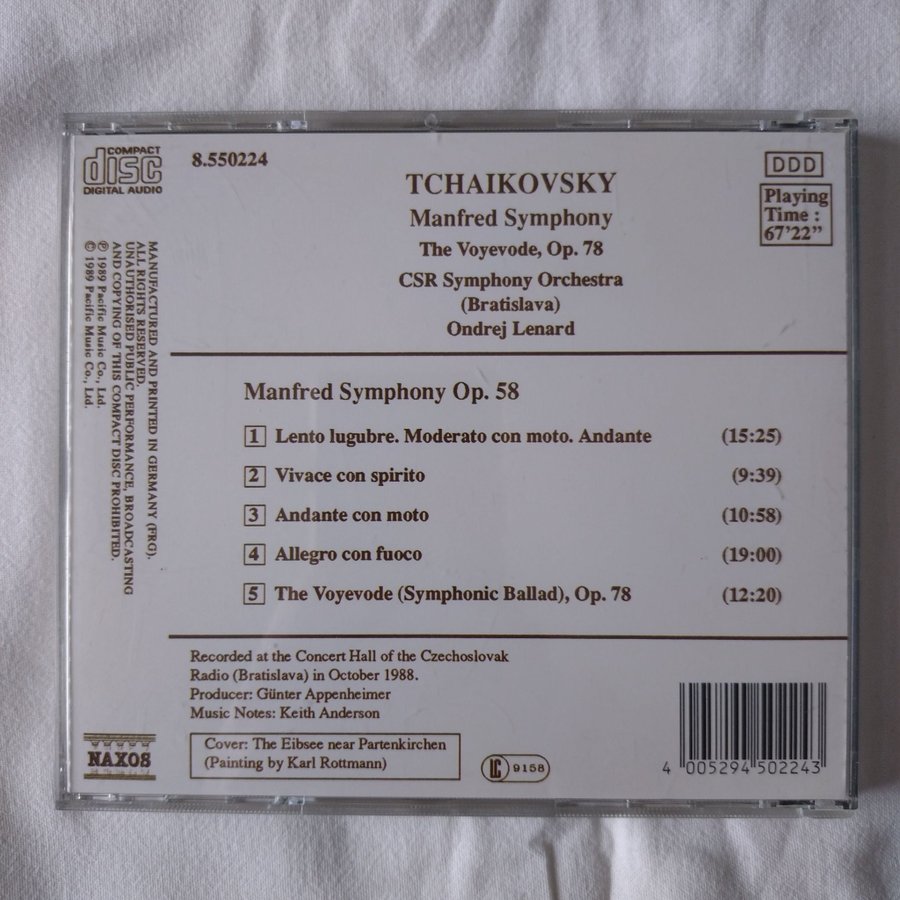 COMPACT
disc
DIGITAL AUDIO
8.550224
DDD
Playing
Time :
67'22”
TCHAIKOVSKY
Manfred Symphony
The Voyevode, Op. 78
CSR Symphony Orchestra
(Bratislava)
Ondrej Lenard
MANUFACTURED AND PRINTED IN GERMANY (FRG).
ALL RIGHTS RESERVED.
UNAUTHORISED PUBLIC PERFORMANCE, BROADCASTING
AND COPYING OF THIS COMPACT DISC PROHIBITED.
℗ 1989 Pacific Music Co., Ltd.
© 1989 Pacific Music Co., Ltd.
Manfred Symphony Op. 58
1 Lento lugubre. Moderato con moto. Andante (15:25)
2 Vivace con spirito (9:39)
3 Andante con moto (10:58)
4 Allegro con fuoco (19:00)
5 The Voyevode (Symphonic Ballad), Op. 78 (12:20)
Recorded at the Concert Hall of the Czechoslovak
Radio (Bratislava) in October 1988.
Producer: Günter Appenheimer
Music Notes: Keith Anderson
NAXOS
Cover: The Eibsee near Partenkirchen
(Painting by Karl Rottmann)
LC 9158
4 005294 502243